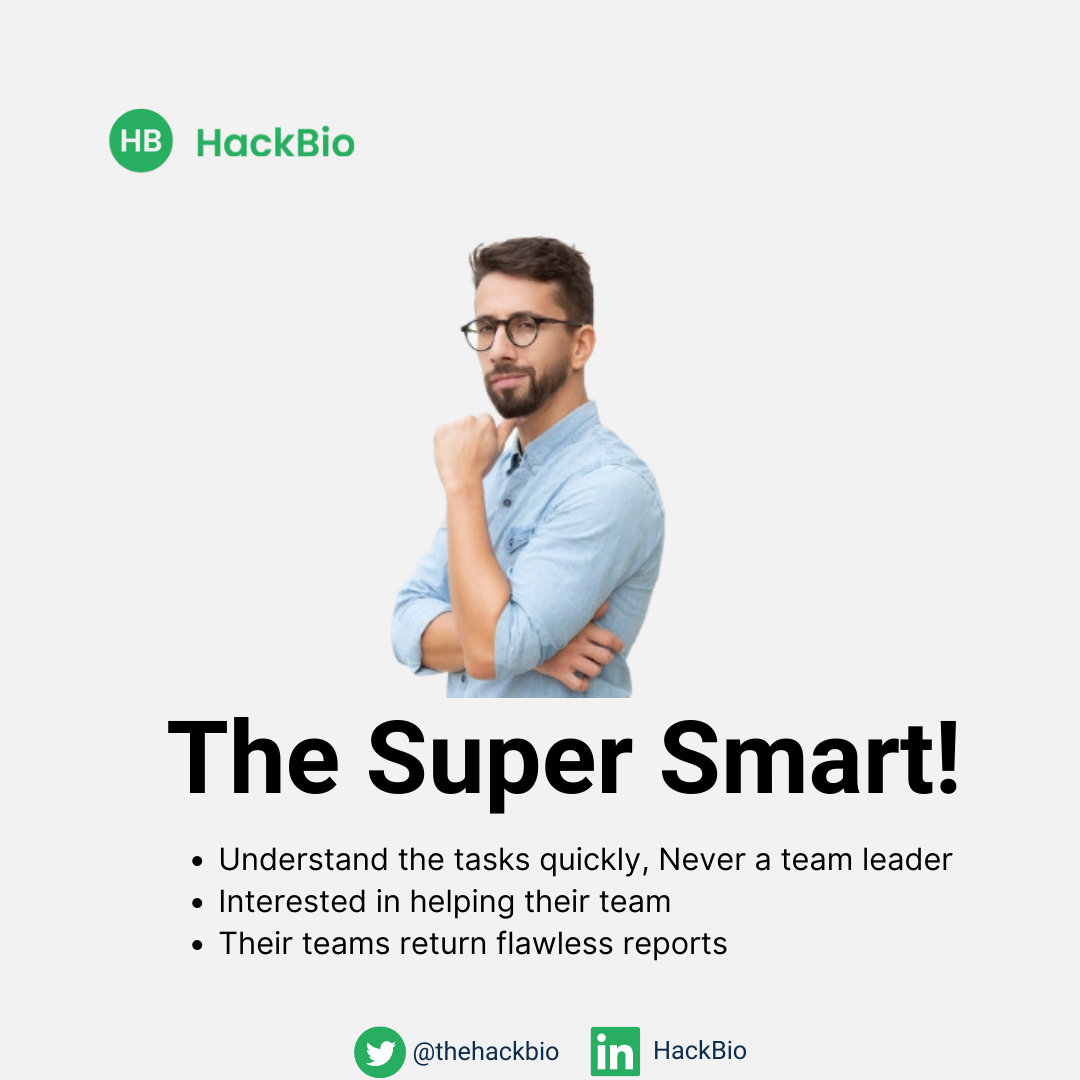 HB HackBio
The Super Smart!
• Understand the tasks quickly, Never a team leader
• Interested in helping their team
• Their teams return flawless reports
@thehackbio in HackBio